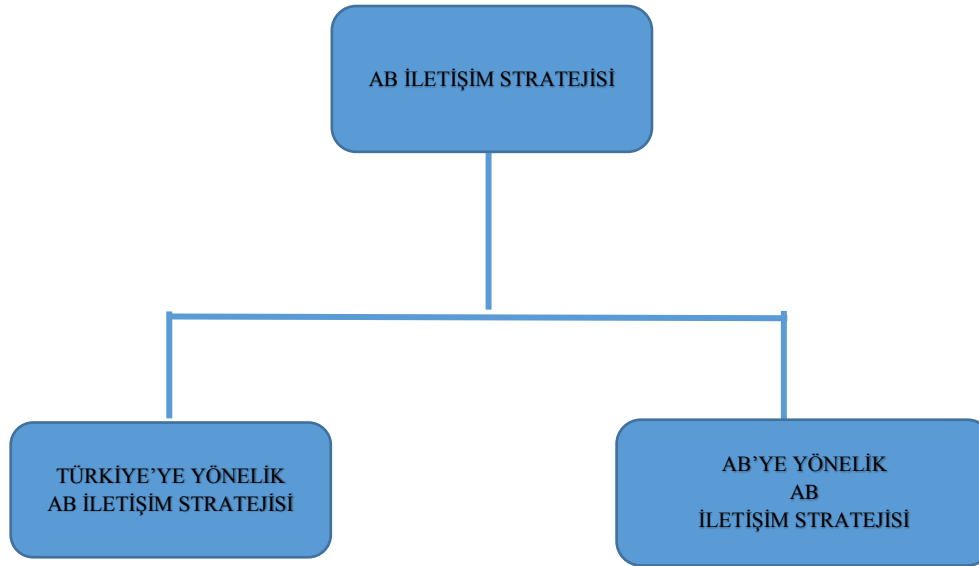 AB İLETİŞİM STRATEJİSİ
TÜRKİYE’YE YÖNELİK
AB İLETİŞİM STRATEJİSİ
AB’YE YÖNELİK
AB
İLETİŞİM STRATEJİSİ